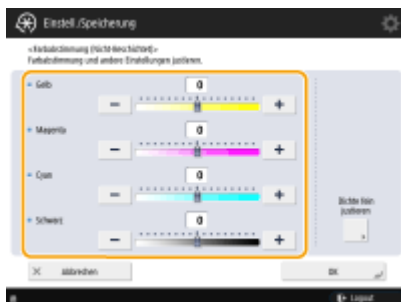 Einstell./Speicherung
<Farbabstimmung (Nicht-Beschichtet)>
Farbabstimmung und andere Einstellungen justieren.
Gelb
0
− +
Magenta
0
− +
Cyan
0
− +
Schwarz
0
− +
Dichte fein
justieren
× Abbrechen
OK
Logout